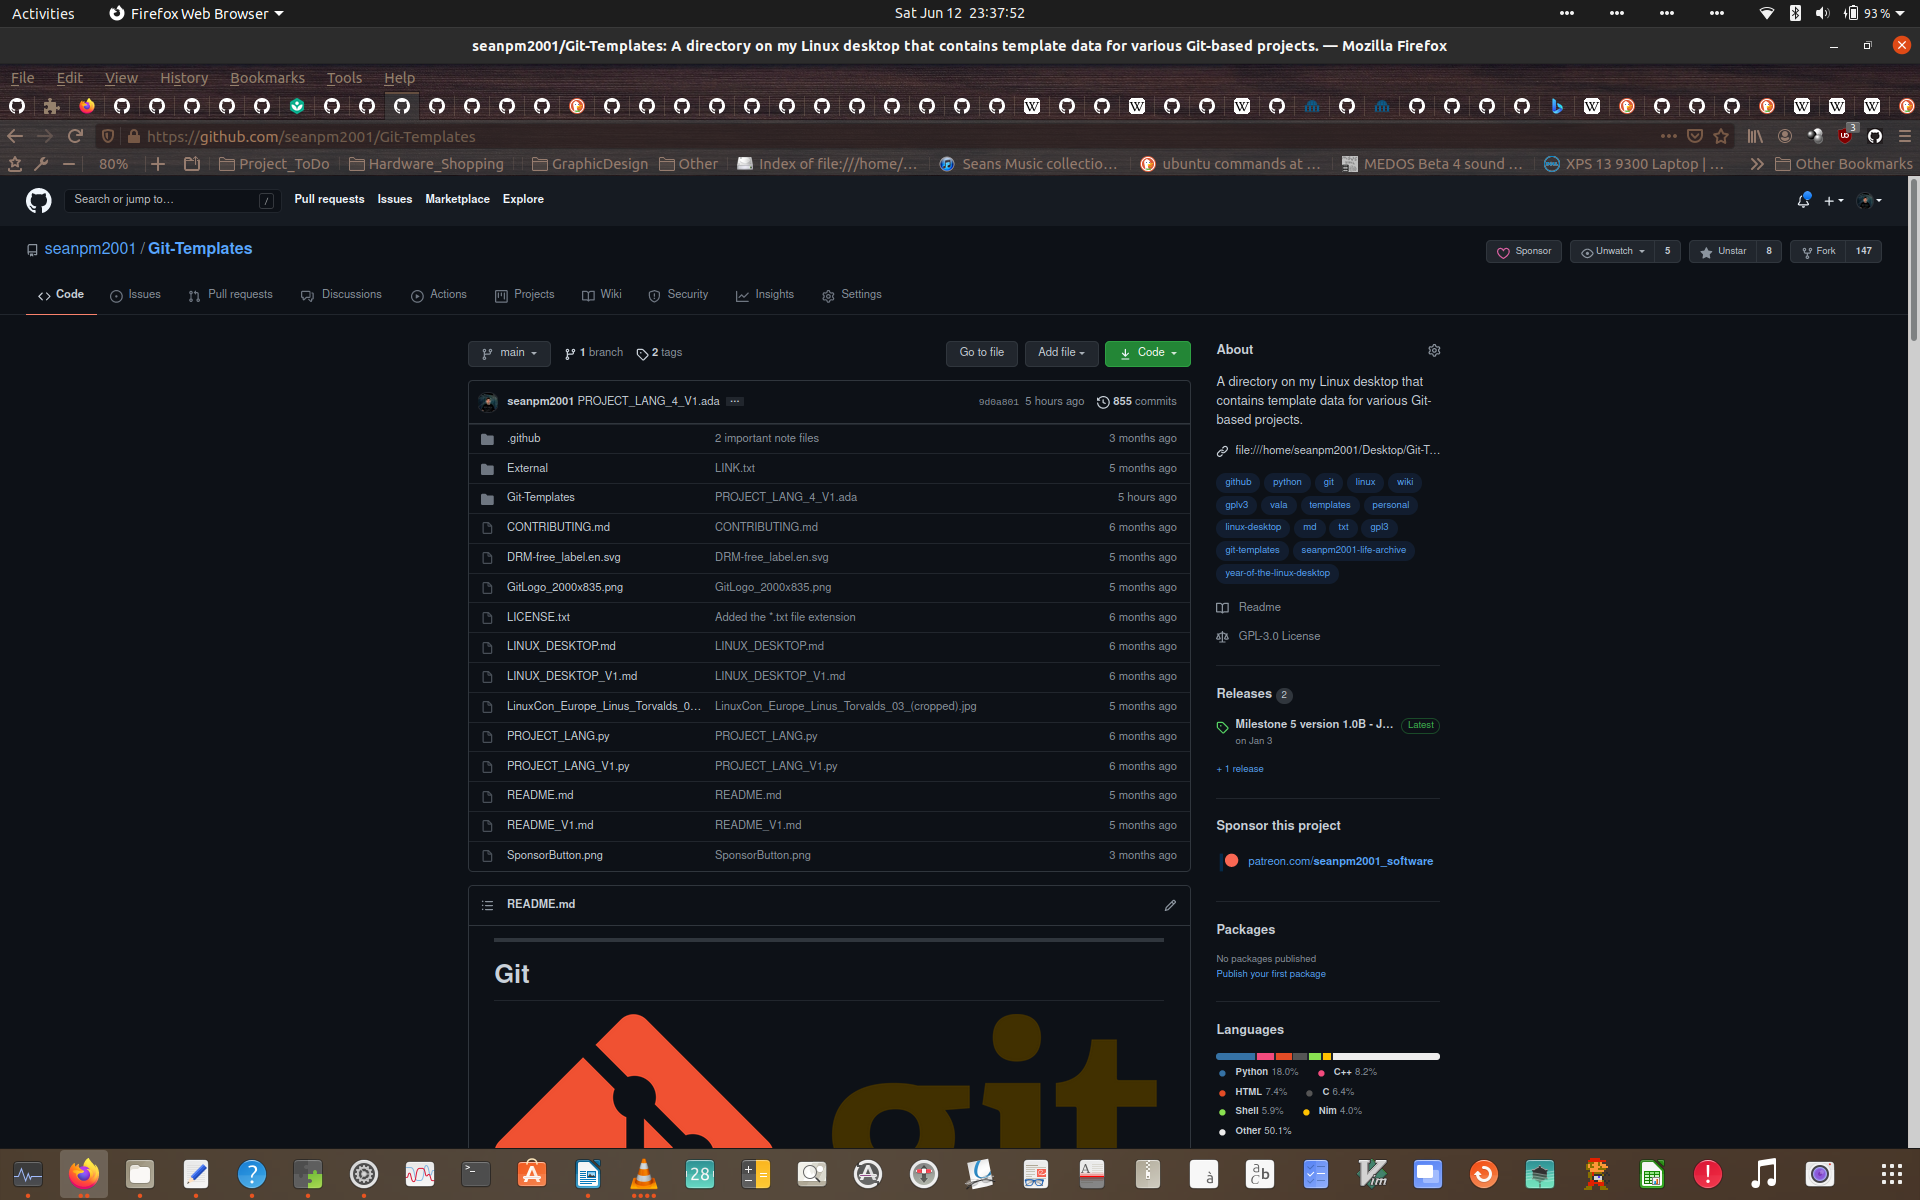 Activities Firefox Web Browser Sat Jun 12 23:37:52 93 %
seanpm2001/Git-Templates: A directory on my Linux desktop that contains template data for various Git-based projects. — Mozilla Firefox
File Edit View History Bookmarks Tools Help
https://github.com/seanpm2001/Git-Templates 3
80% Project_ToDo Hardware_Shopping GraphicDesign Other Index of file:///home/… Seans Music collectio… ubuntu commands at … MEDOS Beta 4 sound … XPS 13 9300 Laptop | … Other Bookmarks
Search or jump to… / Pull requests Issues Marketplace Explore
seanpm2001 / Git-Templates Sponsor Unwatch 5 Unstar 8 Fork 147
Code Issues Pull requests Discussions Actions Projects Wiki Security Insights Settings
main 1 branch 2 tags Go to file Add file Code
seanpm2001 PROJECT_LANG_4_V1.ada 9d0a801 5 hours ago 855 commits
.github 2 important note files 3 months ago
External LINK.txt 5 months ago
Git-Templates PROJECT_LANG_4_V1.ada 5 hours ago
CONTRIBUTING.md CONTRIBUTING.md 6 months ago
DRM-free_label.en.svg DRM-free_label.en.svg 5 months ago
GitLogo_2000x835.png GitLogo_2000x835.png 5 months ago
LICENSE.txt Added the *.txt file extension 6 months ago
LINUX_DESKTOP.md LINUX_DESKTOP.md 6 months ago
LINUX_DESKTOP_V1.md LINUX_DESKTOP_V1.md 6 months ago
LinuxCon_Europe_Linus_Torvalds_0… LinuxCon_Europe_Linus_Torvalds_03_(cropped).jpg 5 months ago
PROJECT_LANG.py PROJECT_LANG.py 6 months ago
PROJECT_LANG_V1.py PROJECT_LANG_V1.py 6 months ago
README.md README.md 5 months ago
README_V1.md README_V1.md 5 months ago
SponsorButton.png SponsorButton.png 3 months ago
README.md
Git
git
About
A directory on my Linux desktop that
contains template data for various Git-
based projects.
file:///home/seanpm2001/Desktop/Git-T…
github python git linux wiki
gplv3 vala templates personal
linux-desktop md txt gpl3
git-templates seanpm2001-life-archive
year-of-the-linux-desktop
Readme
GPL-3.0 License
Releases 2
Milestone 5 version 1.0B - J… Latest
on Jan 3
+ 1 release
Sponsor this project
patreon.com/seanpm2001_software
Packages
No packages published
Publish your first package
Languages
Python 18.0% C++ 8.2%
HTML 7.4% C 6.4%
Shell 5.9% Nim 4.0%
Other 50.1%
28